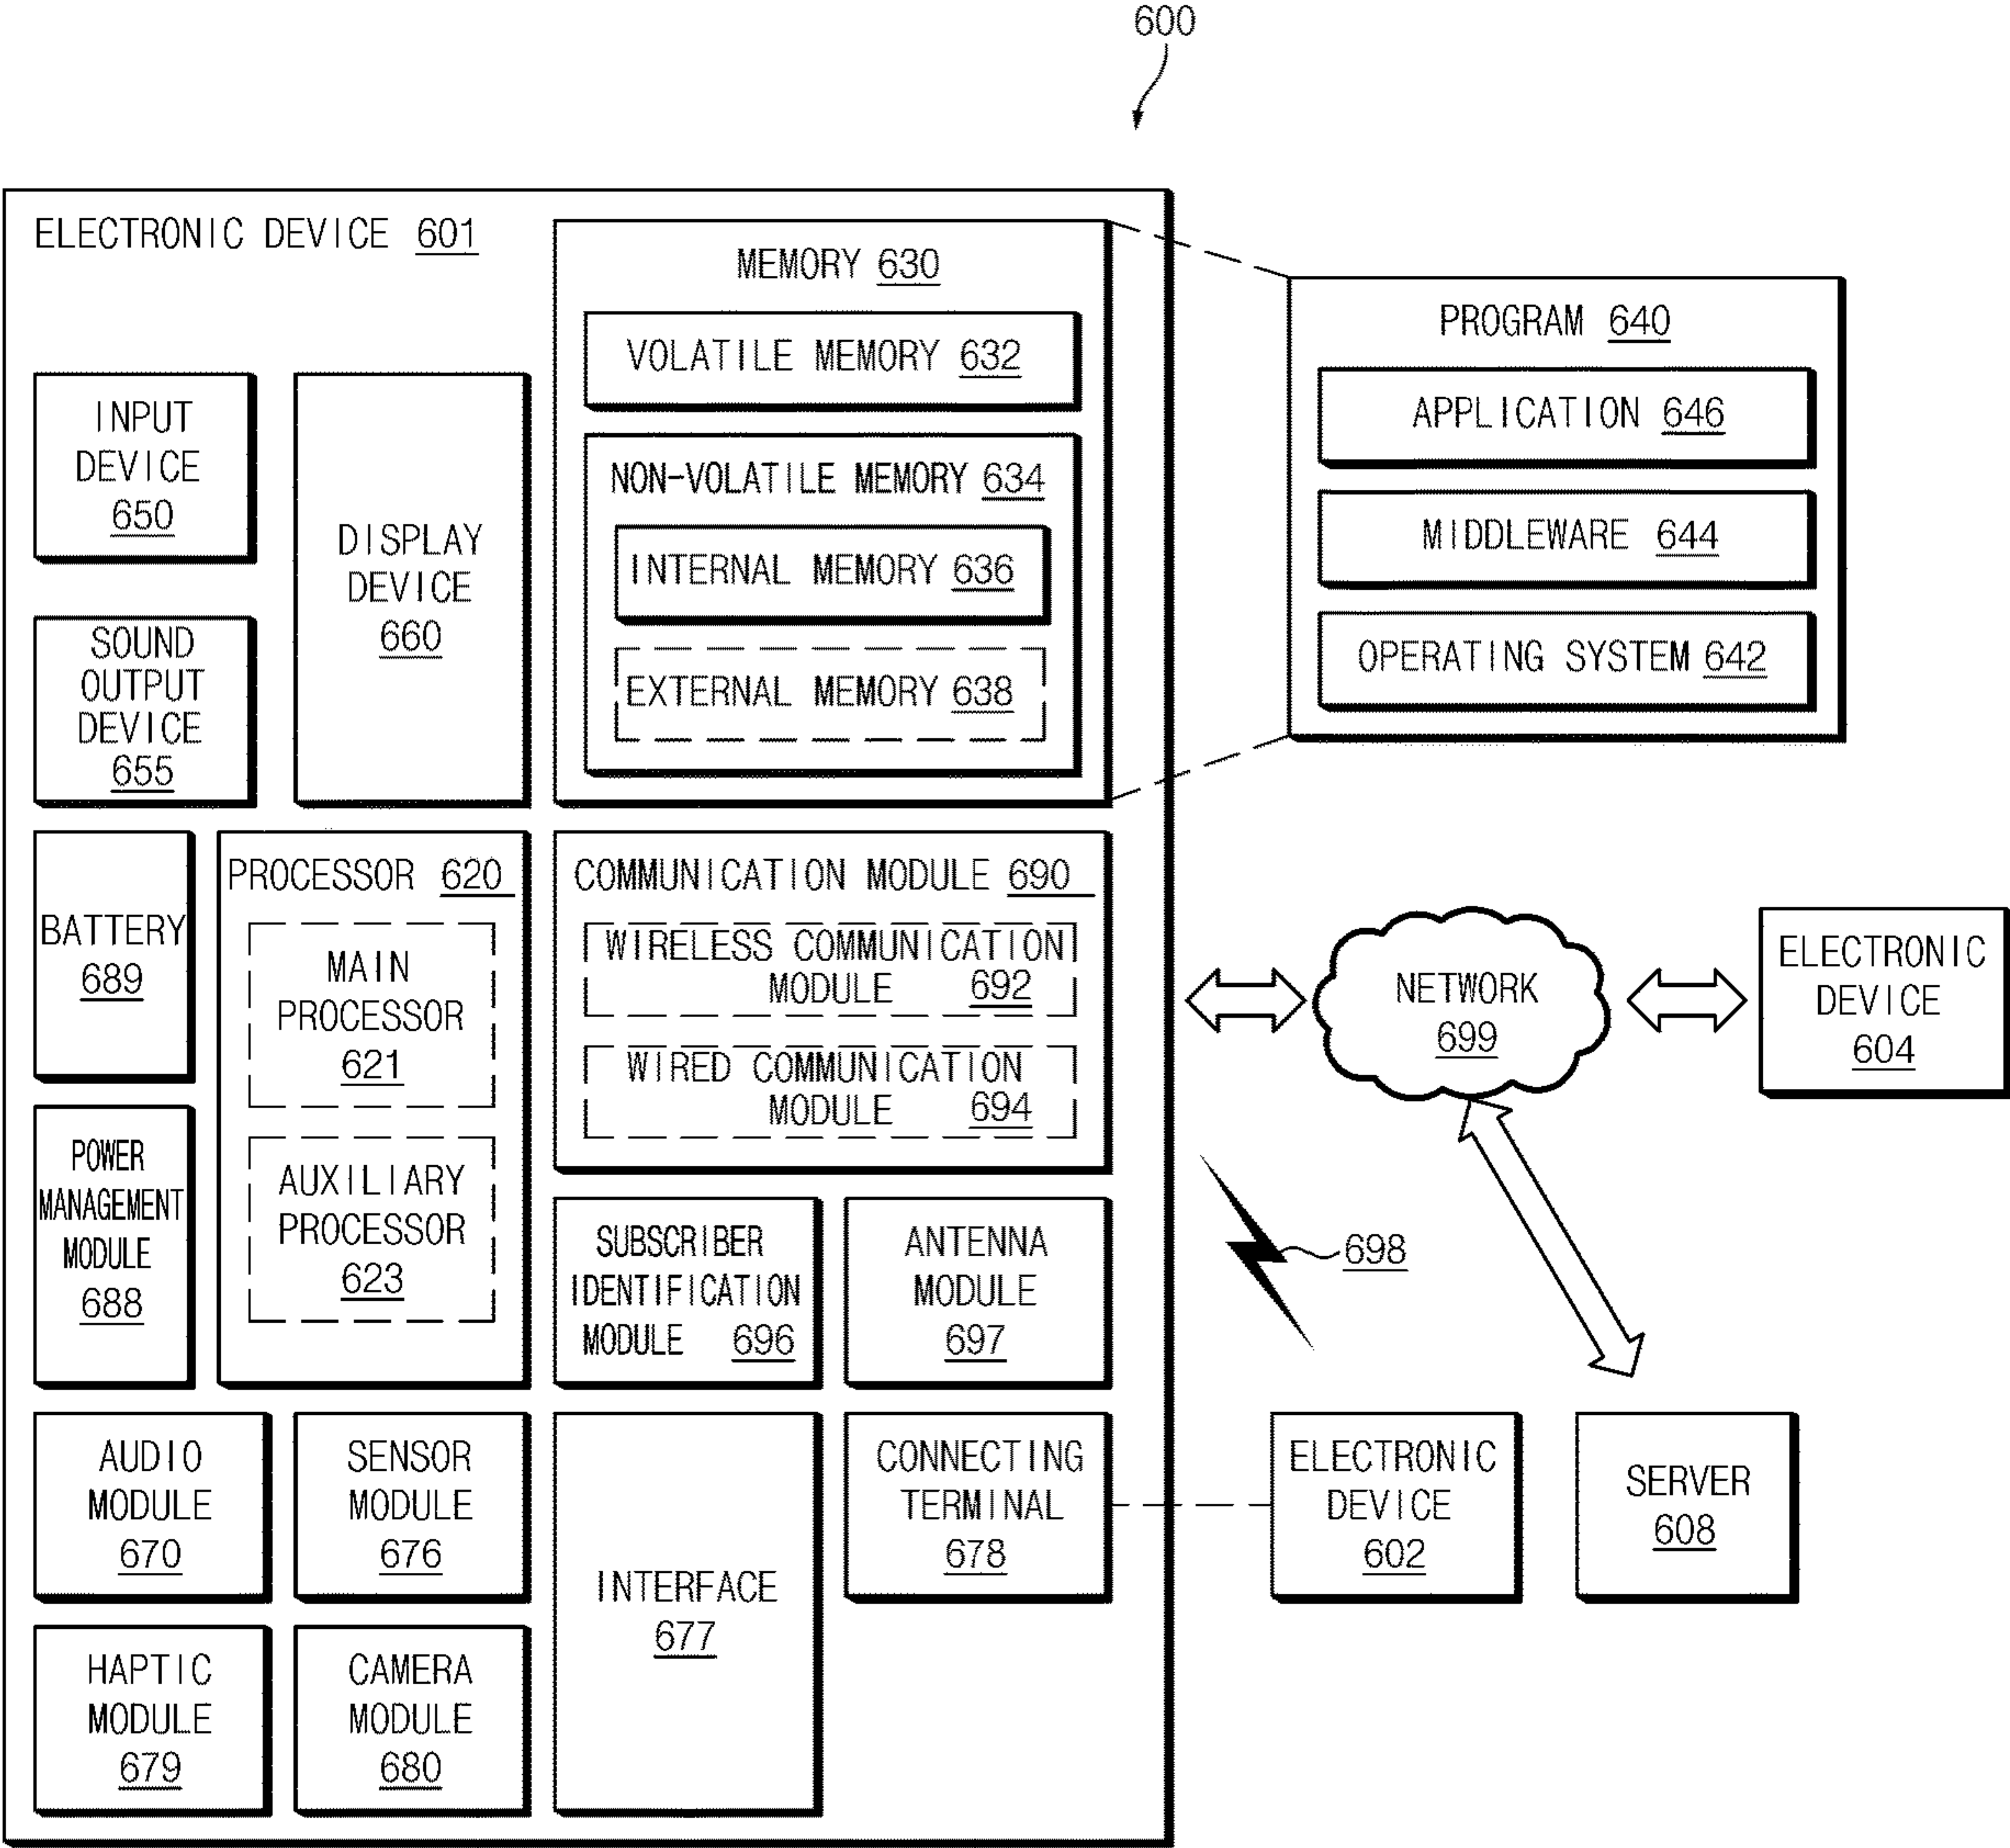 600
ELECTRONIC DEVICE 601
MEMORY 630
VOLATILE MEMORY 632
NON-VOLATILE MEMORY 634
INTERNAL MEMORY 636
EXTERNAL MEMORY 638
PROGRAM 640
APPLICATION 646
MIDDLEWARE 644
OPERATING SYSTEM 642
INPUT
DEVICE
650
DISPLAY
DEVICE
660
SOUND
OUTPUT
DEVICE
655
BATTERY
689
PROCESSOR 620
MAIN
PROCESSOR
621
AUXILIARY
PROCESSOR
623
COMMUNICATION MODULE 690
WIRELESS COMMUNICATION
MODULE 692
WIRED COMMUNICATION
MODULE 694
NETWORK
699
ELECTRONIC
DEVICE
604
POWER
MANAGEMENT
MODULE
688
SUBSCRIBER
IDENTIFICATION
MODULE 696
ANTENNA
MODULE
697
698
AUDIO
MODULE
670
SENSOR
MODULE
676
INTERFACE
677
CONNECTING
TERMINAL
678
ELECTRONIC
DEVICE
602
SERVER
608
HAPTIC
MODULE
679
CAMERA
MODULE
680